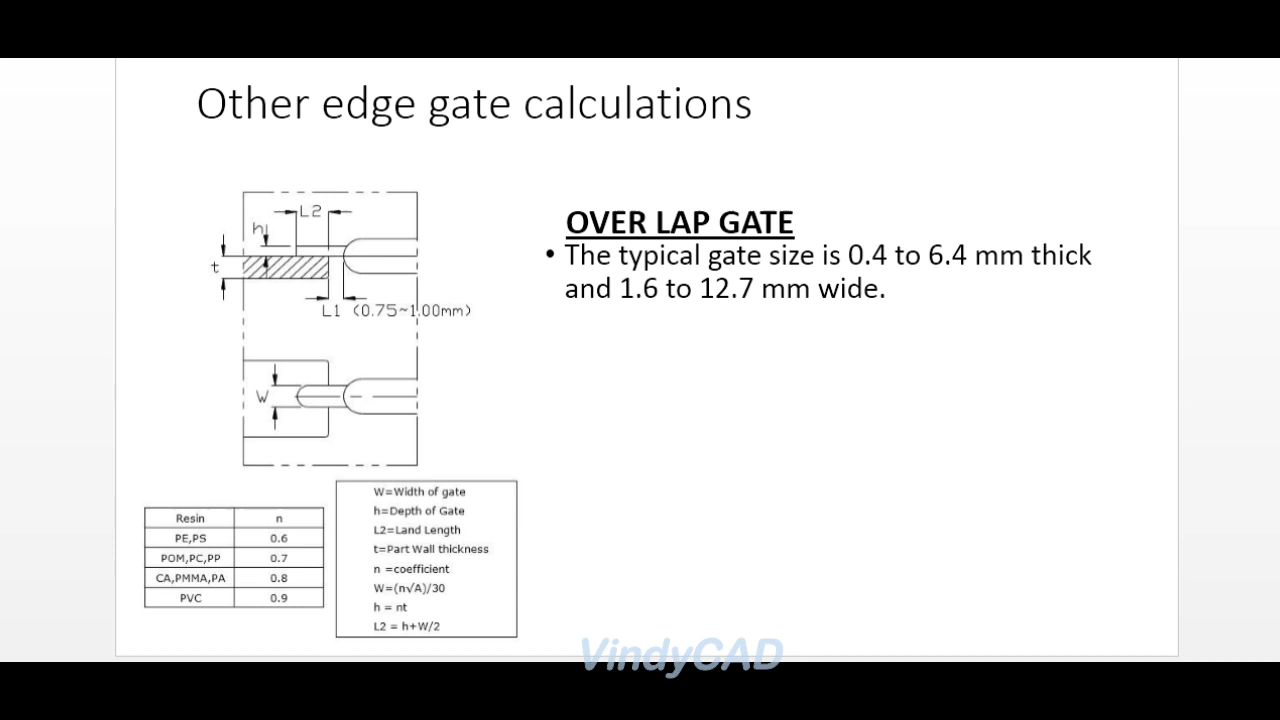 Other edge gate calculations
L2
h
t
L1 (0.75~1.00mm)
W
OVER LAP GATE
• The typical gate size is 0.4 to 6.4 mm thick
and 1.6 to 12.7 mm wide.
Resin n
PE,PS 0.6
POM,PC,PP 0.7
CA,PMMA,PA 0.8
PVC 0.9
W=Width of gate
h=Depth of Gate
L2=Land Length
t=Part Wall thickness
n =coefficient
W=(n√A)/30
h = nt
L2 = h+W/2
VindyCAD